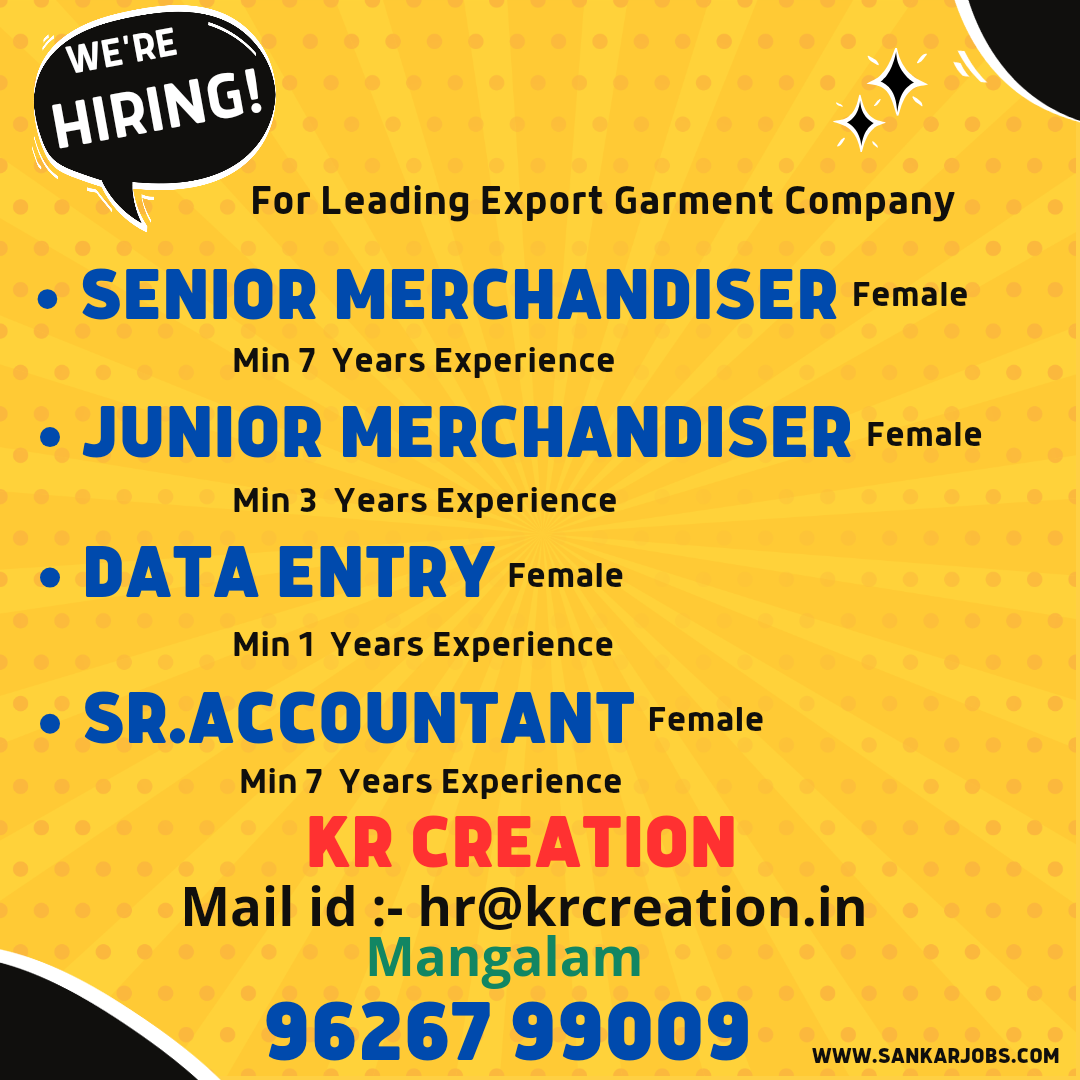 WE'RE
HIRING!
For Leading Export Garment Company
• SENIOR MERCHANDISER Female
Min 7 Years Experience
• JUNIOR MERCHANDISER Female
Min 3 Years Experience
• DATA ENTRY Female
Min 1 Years Experience
• SR.ACCOUNTANT Female
Min 7 Years Experience
KR CREATION
Mail id :- hr@krcreation.in
Mangalam
96267 99009
WWW.SANKARJOBS.COM